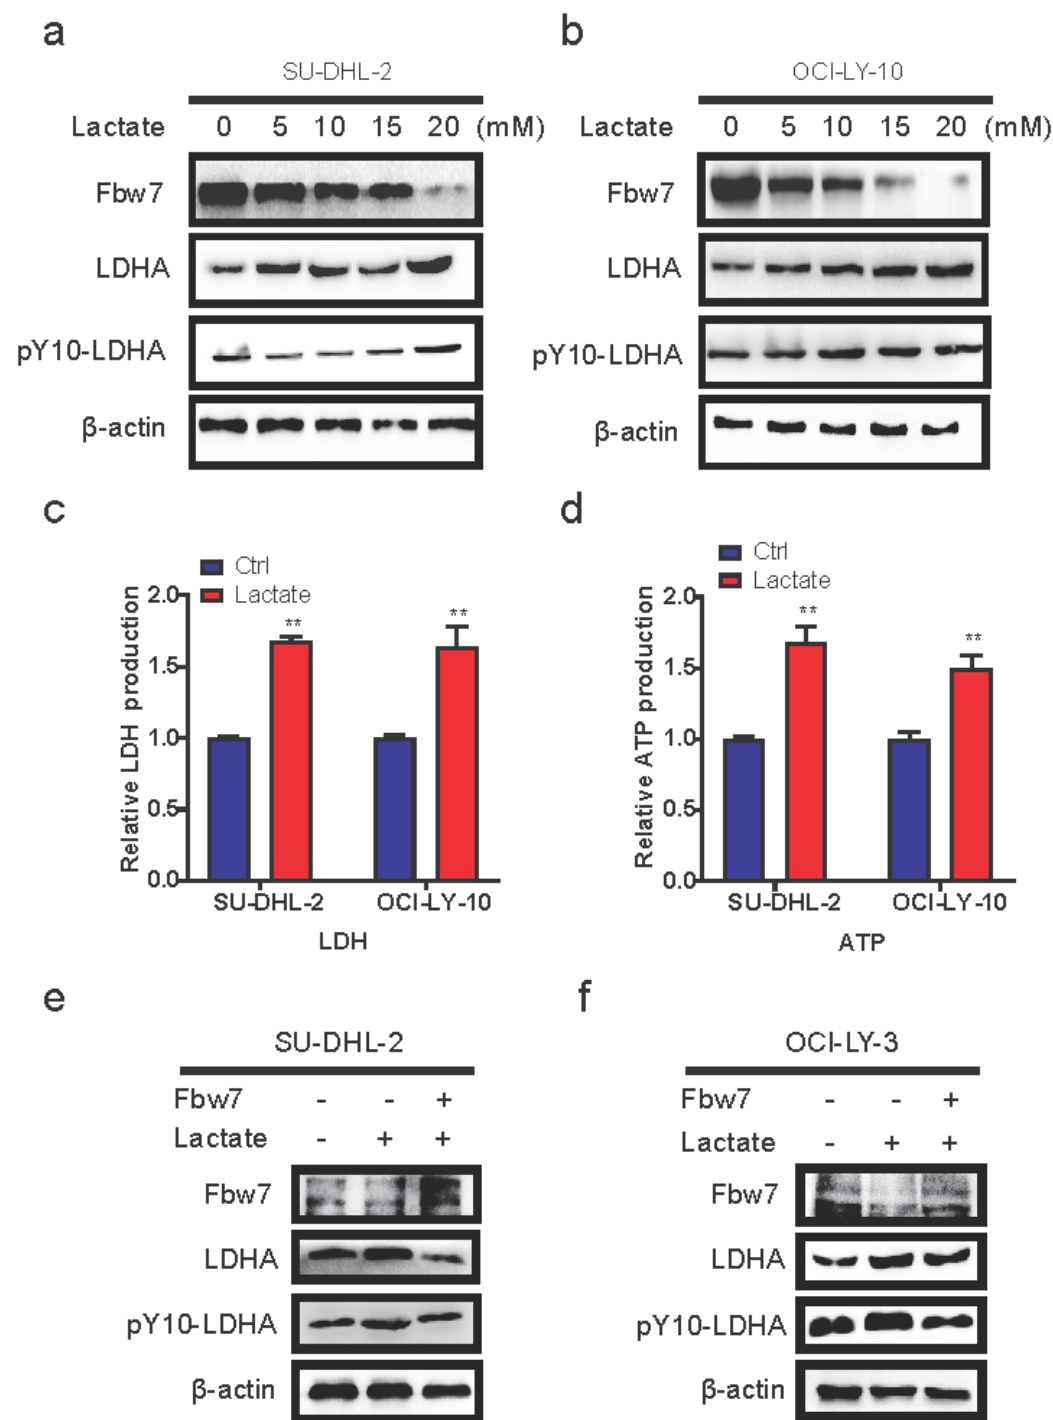 a
SU-DHL-2
Lactate 0 5 10 15 20 (mM)
Fbw7
LDHA
pY10-LDHA
β-actin
b
OCI-LY-10
Lactate 0 5 10 15 20 (mM)
Fbw7
LDHA
pY10-LDHA
β-actin
c
Ctrl
Lactate
Relative LDH production
2.0
1.5
1.0
0.5
0.0
**
**
SU-DHL-2 OCI-LY-10
LDH
d
Ctrl
Lactate
Relative ATP production
2.0
1.5
1.0
0.5
0.0
**
**
SU-DHL-2 OCI-LY-10
ATP
e
SU-DHL-2
Fbw7 - - +
Lactate - + +
Fbw7
LDHA
pY10-LDHA
β-actin
f
OCI-LY-3
Fbw7 - - +
Lactate - + +
Fbw7
LDHA
pY10-LDHA
β-actin